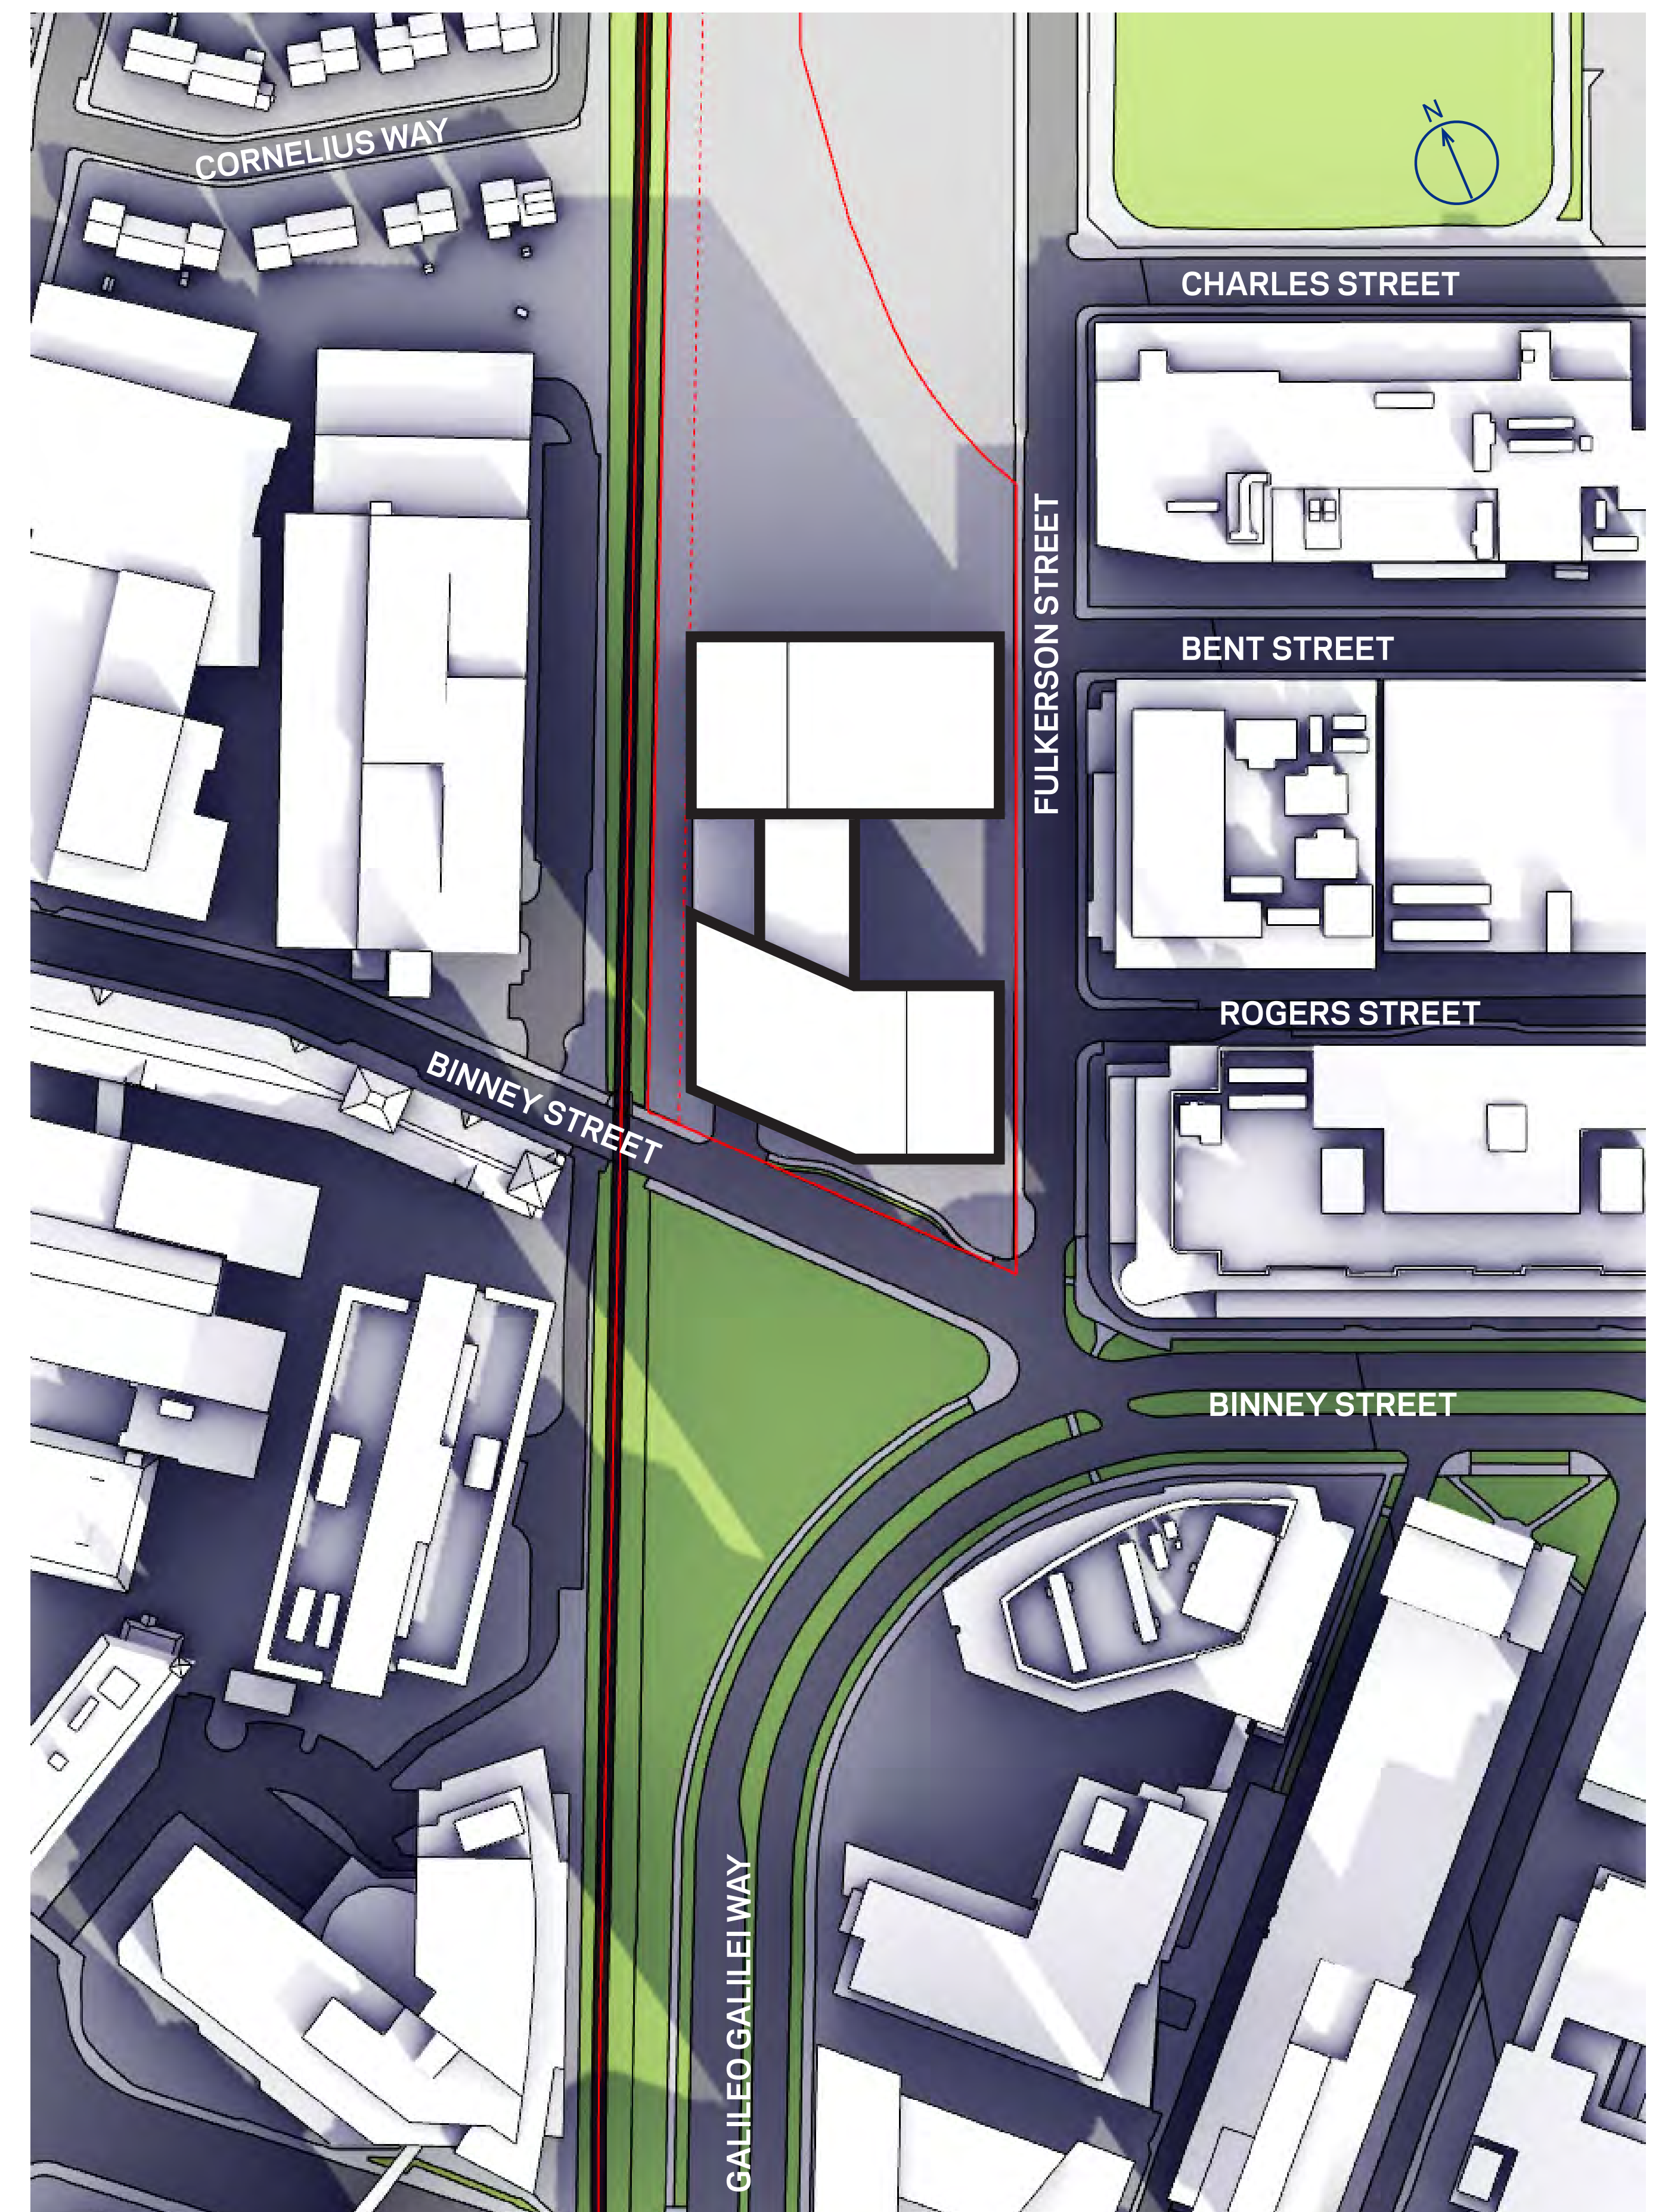 N
CORNELIUS WAY
CHARLES STREET
FULKERSON STREET
BENT STREET
ROGERS STREET
BINNEY STREET
BINNEY STREET
GALILEO GALILEI WAY